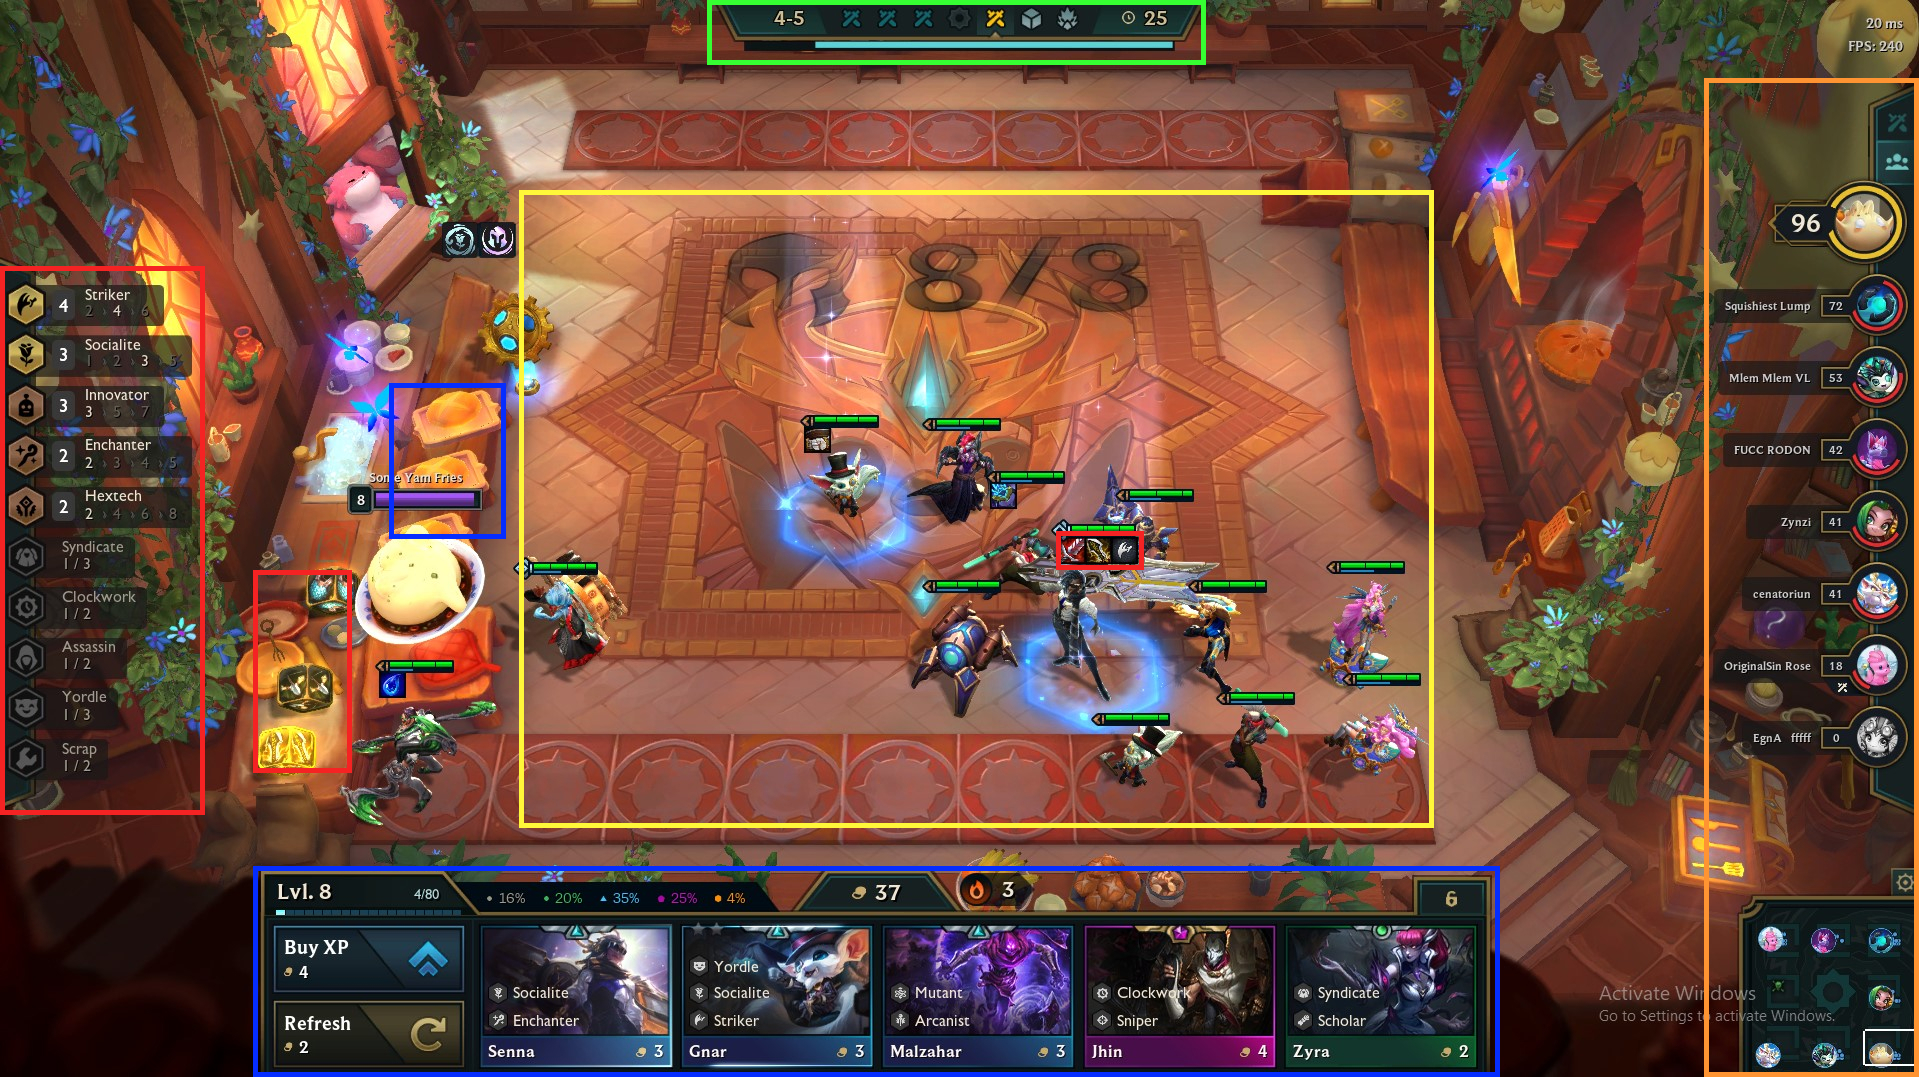 4-5
25
20 ms
FPS: 240
8/8
96
4
Striker
2 › 4 › 6
3
Socialite
1 › 2 › 3 › 5
3
Innovator
3 › 5 › 7
2
Enchanter
2 › 3 › 4 › 5
2
Hextech
2 › 4 › 6 › 8
Syndicate
1 / 3
Clockwork
1 / 2
Assassin
1 / 2
Yordle
1 / 3
Scrap
1 / 2
Some Yam Fries
8
Squishiest Lump 72
Mlem Mlem VL 53
FUCC RODON 42
Zynzi 41
cenatoriun 41
OriginalSin Rose 18
EgnA fffff 0
Lvl. 8
4/80
16% 20% 35% 25% 4%
37
3
6
Buy XP
4
Refresh
2
Socialite
Enchanter
Senna 3
Yordle
Socialite
Striker
Gnar 3
Mutant
Arcanist
Malzahar 3
Clockwork
Sniper
Jhin 4
Syndicate
Scholar
Zyra 2
Activate Windows
Go to Settings to activate Windows.